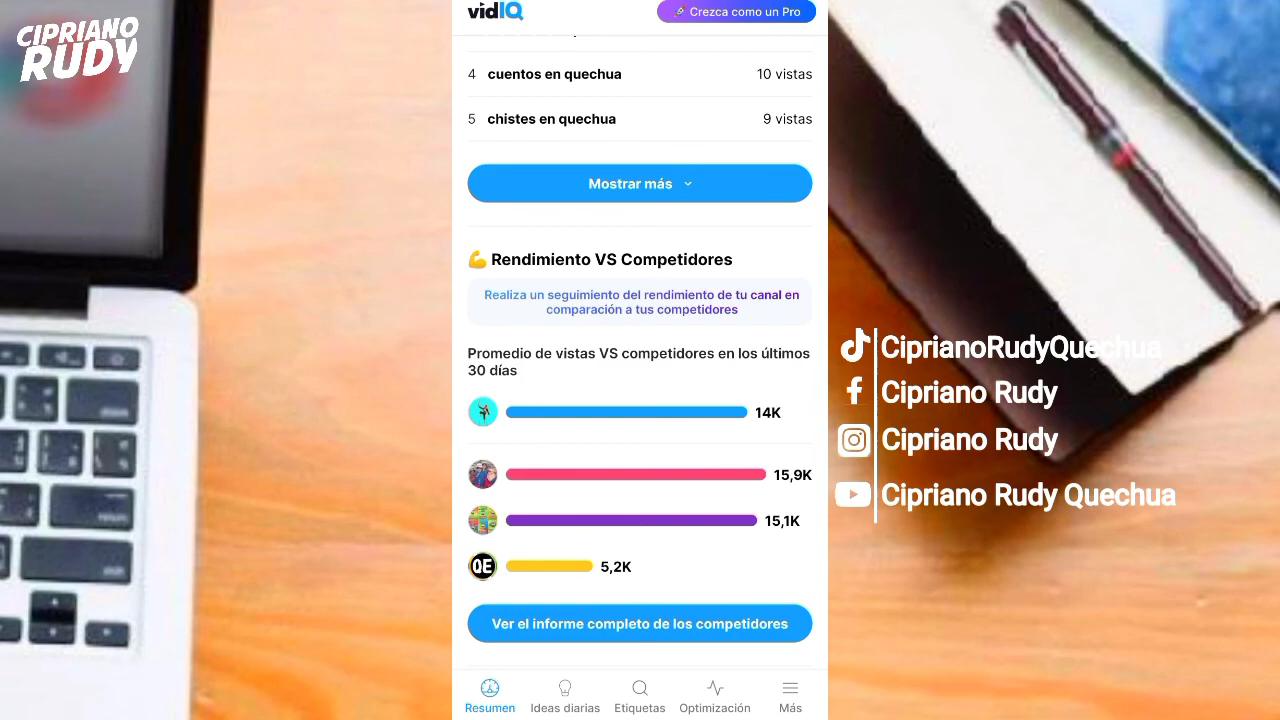 CIPRIANO
RUDY
vidIQ
Crezca como un Pro
4 cuentos en quechua 10 vistas
5 chistes en quechua 9 vistas
Mostrar más
Rendimiento VS Competidores
Realiza un seguimiento del rendimiento de tu canal en
comparación a tus competidores
Promedio de vistas VS competidores en los últimos
30 días
14K
15,9K
15,1K
QE 5,2K
Ver el informe completo de los competidores
Resumen Ideas diarias Etiquetas Optimización Más
CiprianoRudyQuechua
Cipriano Rudy
Cipriano Rudy
Cipriano Rudy Quechua